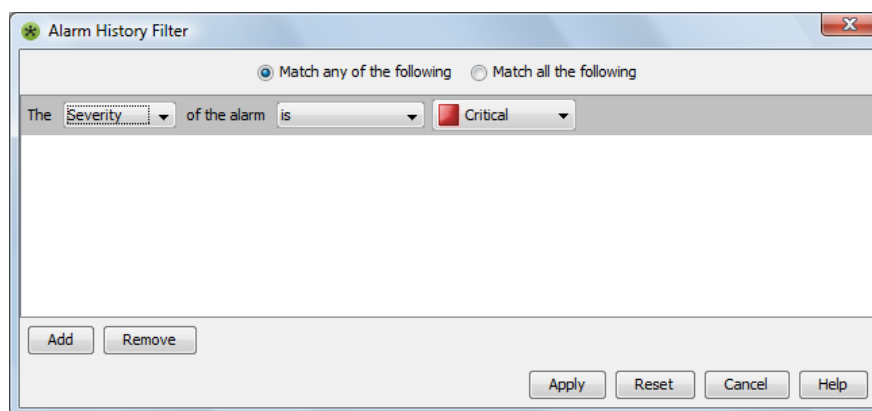 Alarm History Filter
Match any of the following Match all the following
The Severity of the alarm is Critical
Add Remove
Apply Reset Cancel Help